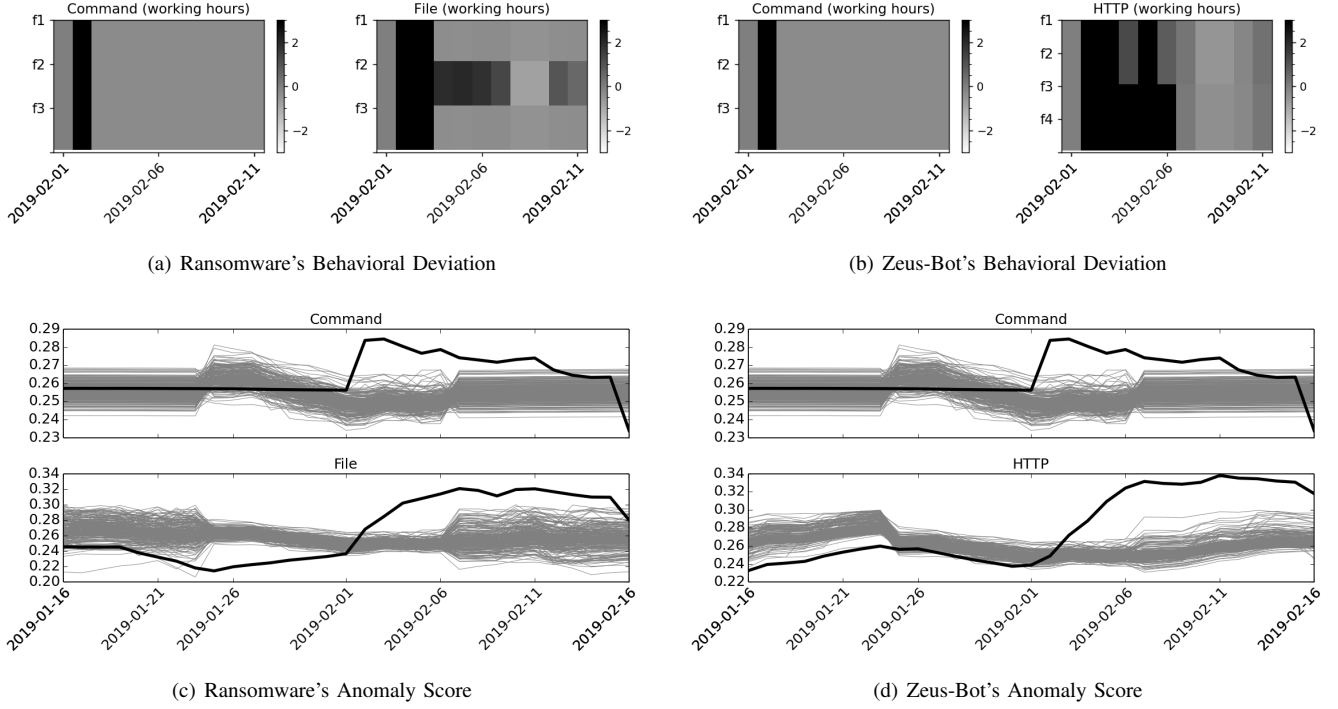 Command (working hours)
f1
f2
f3
2
0
−2
2019-02-01
2019-02-06
2019-02-11
File (working hours)
f1
f2
f3
2
0
−2
2019-02-01
2019-02-06
2019-02-11
(a) Ransomware's Behavioral Deviation
Command (working hours)
f1
f2
f3
2
0
−2
2019-02-01
2019-02-06
2019-02-11
HTTP (working hours)
f1
f2
f3
f4
2
0
−2
2019-02-01
2019-02-06
2019-02-11
(b) Zeus-Bot's Behavioral Deviation
Command
0.29
0.28
0.27
0.26
0.25
0.24
0.23
File
0.34
0.32
0.28
0.26
0.24
0.22
0.20
2019-01-16
2019-01-21
2019-01-26
2019-02-01
2019-02-06
2019-02-11
2019-02-16
(c) Ransomware's Anomaly Score
Command
0.29
0.28
0.27
0.26
0.25
0.24
0.23
HTTP
0.34
0.32
0.30
0.28
0.26
0.24
0.22
2019-01-16
2019-01-21
2019-01-26
2019-02-01
2019-02-06
2019-02-11
2019-02-16
(d) Zeus-Bot's Anomaly Score